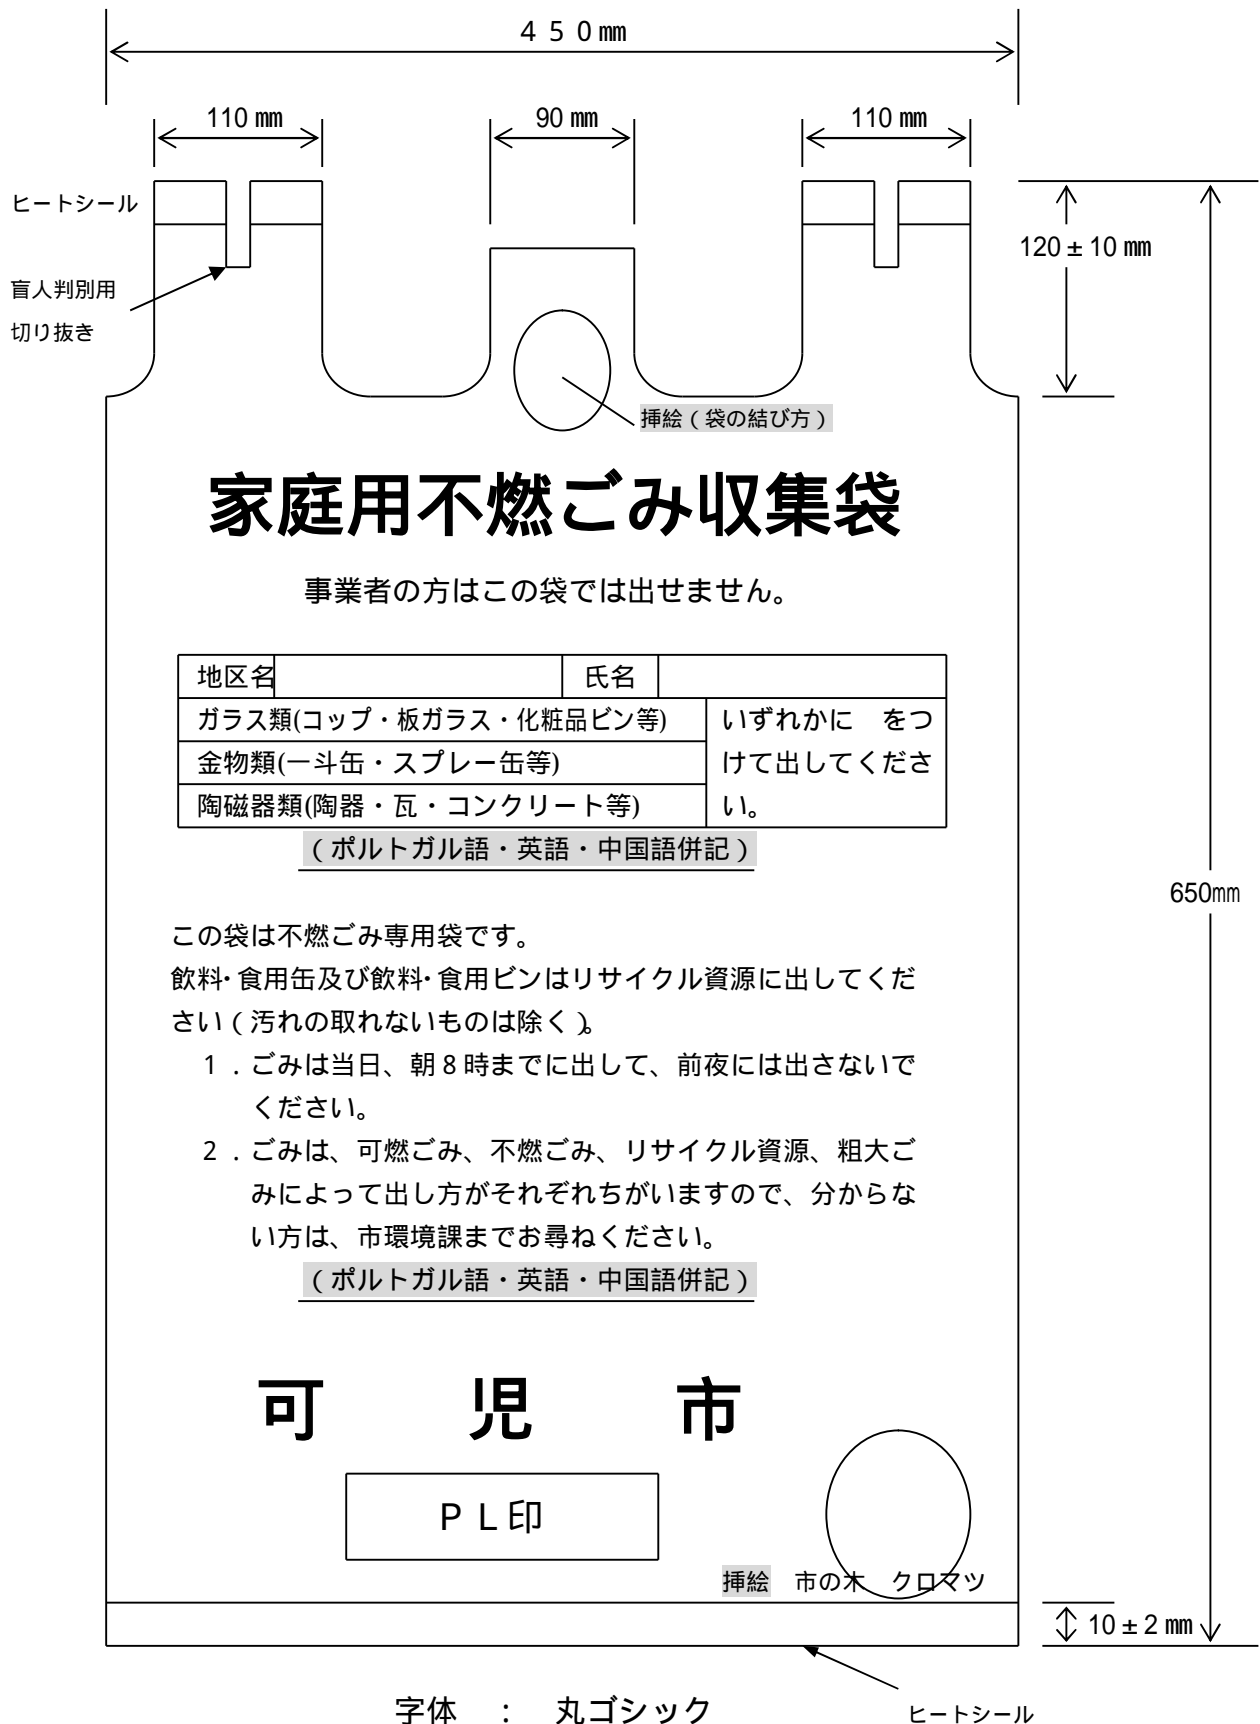 ４５０㎜
110 ㎜
90 ㎜
110 ㎜
ヒートシール
120 ± 10 ㎜
盲人判別用
切り抜き
挿絵（袋の結び方）
家庭用不燃ごみ収集袋
事業者の方はこの袋では出せません。
地区名 氏名
ガラス類(コップ・板ガラス・化粧品ビン等)
金物類(一斗缶・スプレー缶等)
陶磁器類(陶器・瓦・コンクリート等)
いずれかに　をつ
けて出してくださ
い。
（ポルトガル語・英語・中国語併記）
650㎜
この袋は不燃ごみ専用袋です。
飲料・食用缶及び飲料・食用ビンはリサイクル資源に出してくだ
さい（汚れの取れないものは除く）。
１．ごみは当日、朝８時までに出して、前夜には出さないで
ください。
２．ごみは、可燃ごみ、不燃ごみ、リサイクル資源、粗大ご
みによって出し方がそれぞれちがいますので、分からな
い方は、市環境課までお尋ねください。
（ポルトガル語・英語・中国語併記）
可　児　市
ＰＬ印
挿絵　市の木　クロマツ
10 ± 2 ㎜
字体　：　丸ゴシック
ヒートシール